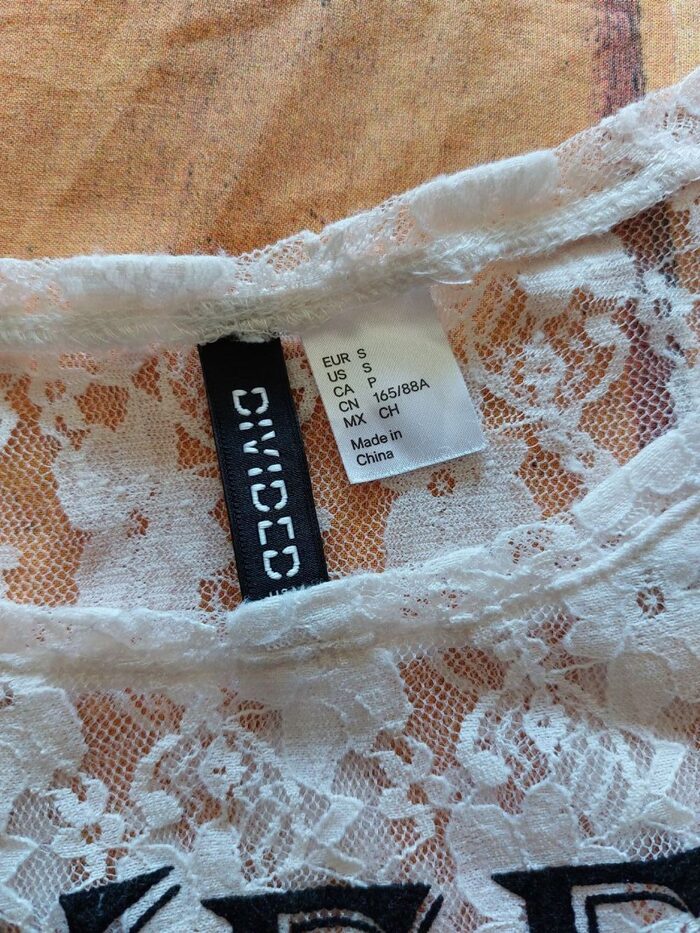 DIVIDED
EUR S
US S
CA P
CN 165/88A
MX CH
Made in
China